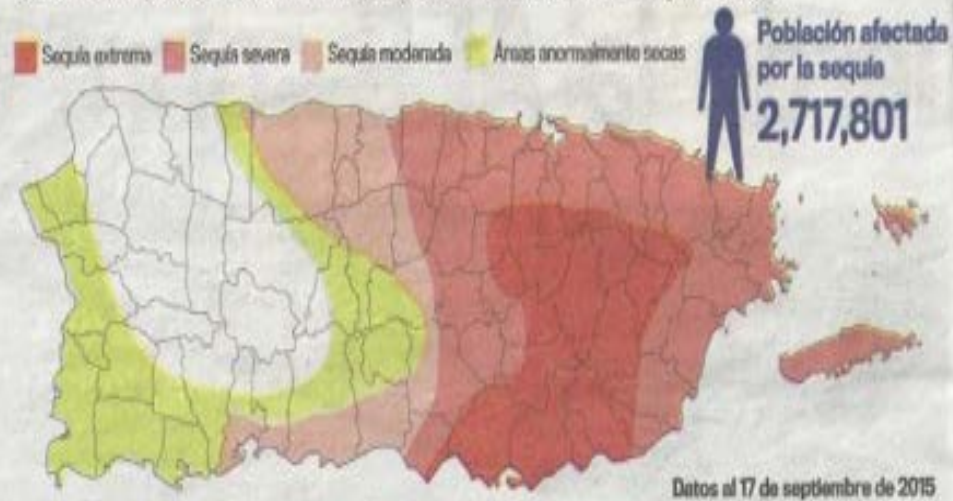 Sequía extrema
Sequía severa
Sequía moderada
Áreas anormalmente secas
Población afectada
por la sequía
2,717,801
Datos al 17 de septiembre de 2015